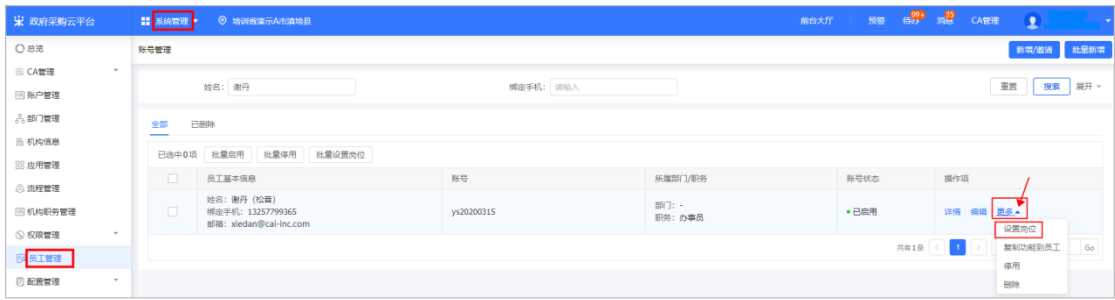 政府采购云平台
系统管理
培训省演示A市滇培县
前台大厅
预警
待办
99+
消息
35
CA管理
总览
CA管理
账户管理
部门管理
机构信息
应用管理
流程管理
机构职务管理
权限管理
员工管理
配置管理
账号管理
新增/邀请
批量新增
姓名: 谢丹
绑定手机: 请输入
重置
搜索
展开
全部
已删除
已选中0项
批量启用
批量停用
批量设置岗位
员工基本信息
账号
所属部门/职务
账号状态
操作项
姓名: 谢丹 (松音)
绑定手机: 13257799365
邮箱: xiedan@cai-inc.com
ys20200315
部门: -
职务: 办事员
已启用
详情
编辑
更多
设置岗位
复制功能到员工
停用
删除
共有1条
1
Go